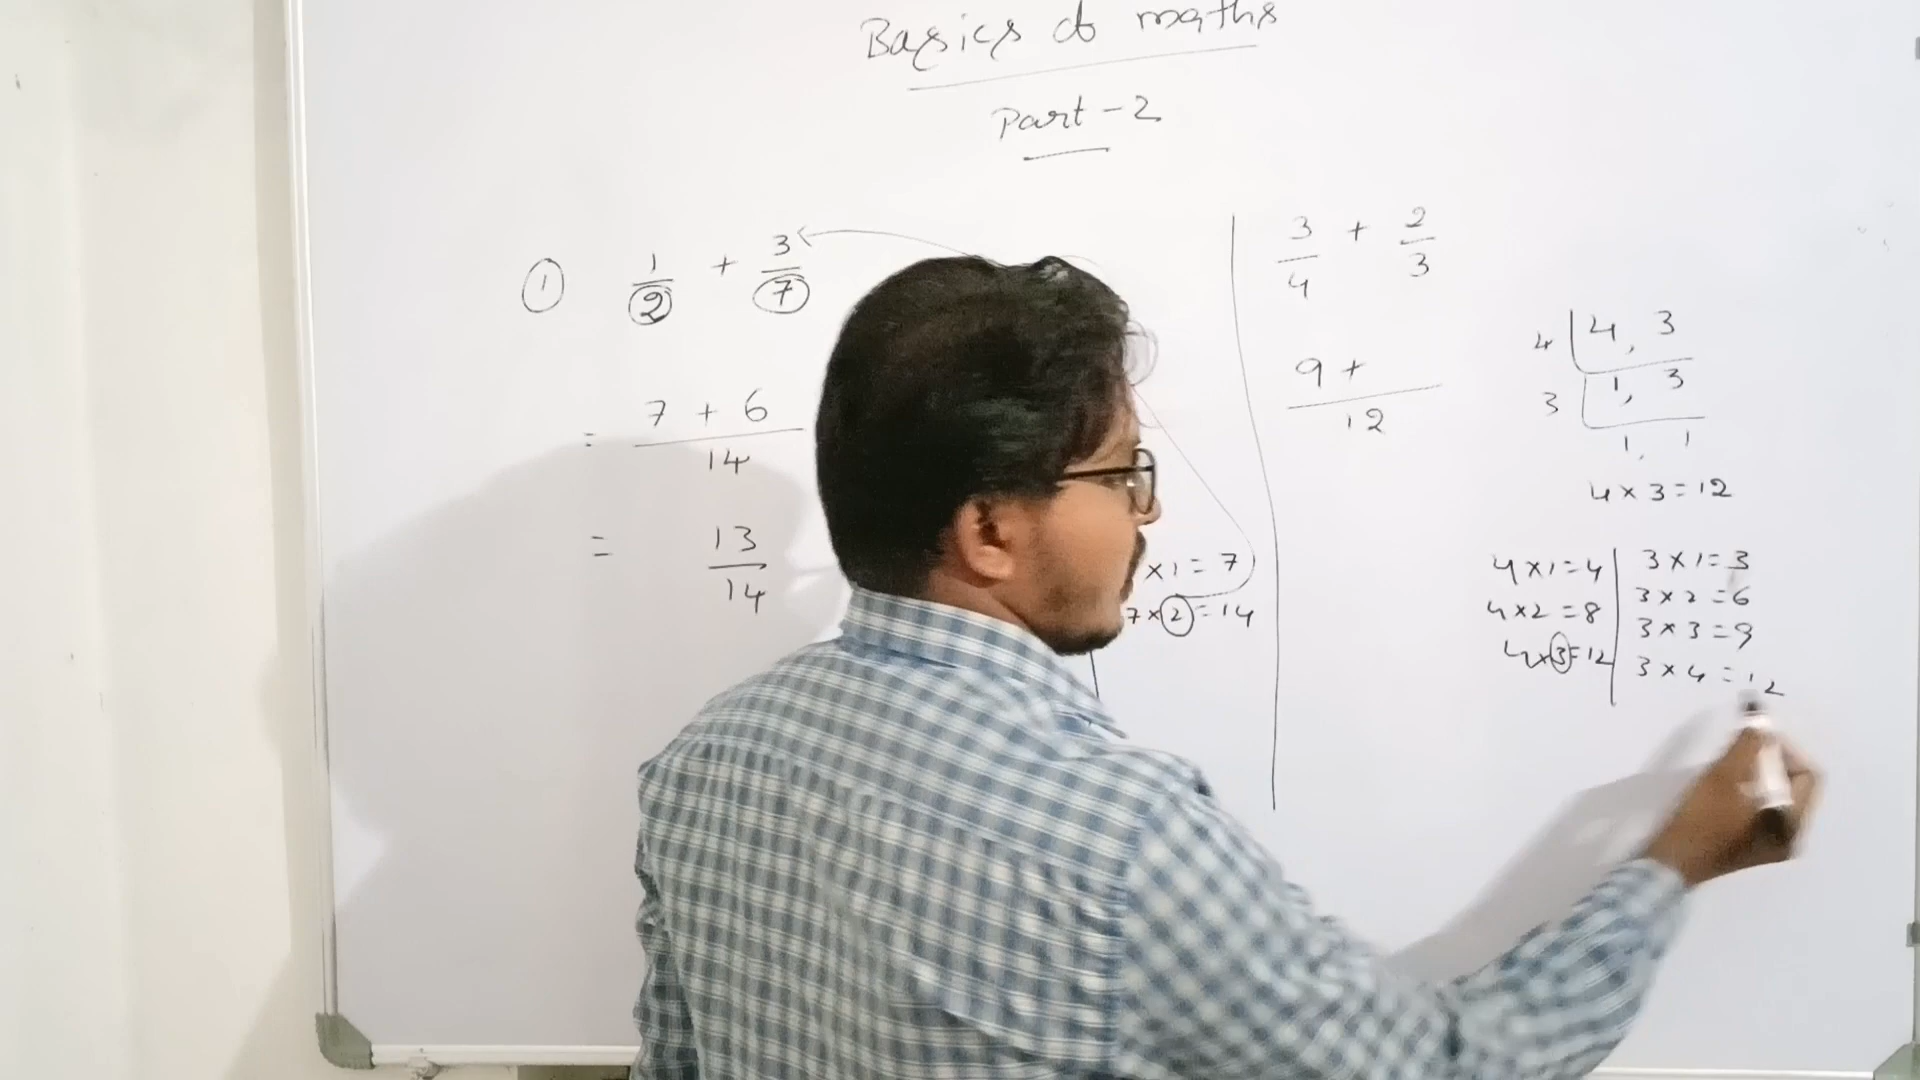 Basics of maths
Part-2
① 1/2 + 3/7
= 7 + 6 / 14
= 13/14
× 1 = 7
7 × 2 = 14
3/4 + 2/3
9 + / 12
4 | 4, 3
3 | 1, 3
1, 1
4 × 3 = 12
4 × 1 = 4 | 3 × 1 = 3
4 × 2 = 8 | 3 × 2 = 6
4 × 3 = 12 | 3 × 3 = 9
3 × 4 = 12